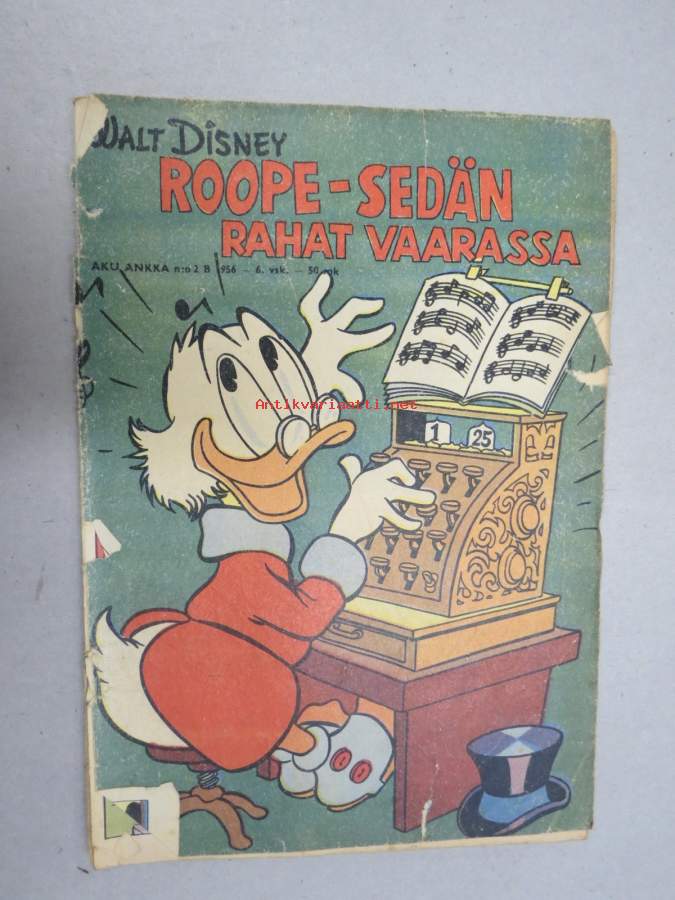 WALT DISNEY
ROOPE-SEDÄN
RAHAT VAARASSA
AKU ANKKA n:o 2 B 1956 — 6. vsk. — 50 mk
Antikvariaatti.net
1 25